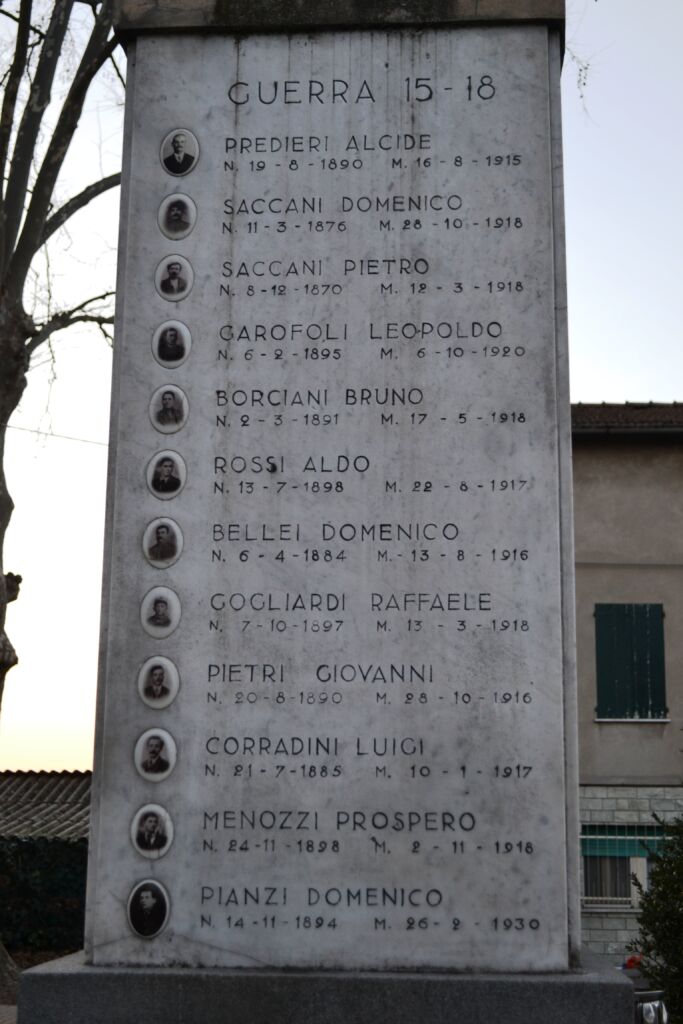 GUERRA 15-18
PREDIERI ALCIDE
N. 19-8-1890 M. 16-8-1915
SACCANI DOMENICO
N. 11-3-1876 M. 28-10-1918
SACCANI PIETRO
N. 8-12-1870 M. 12-3-1918
GAROFOLI LEOPOLDO
N. 6-2-1895 M. 6-10-1920
BORCIANI BRUNO
N. 2-3-1891 M. 17-5-1918
ROSSI ALDO
N. 13-7-1898 M. 22-8-1917
BELLEI DOMENICO
N. 6-4-1884 M.-13-8-1916
GOGLIARDI RAFFAELE
N. 7-10-1897 M. 13-3-1918
PIETRI GIOVANNI
N. 20-8-1890 M. 28-10-1916
CORRADINI LUIGI
N. 21-7-1885 M. 10-1-1917
MENOZZI PROSPERO
N. 24-11-1898 M. 2-11-1918
PIANZI DOMENICO
N. 14-11-1894 M. 26-2-1930